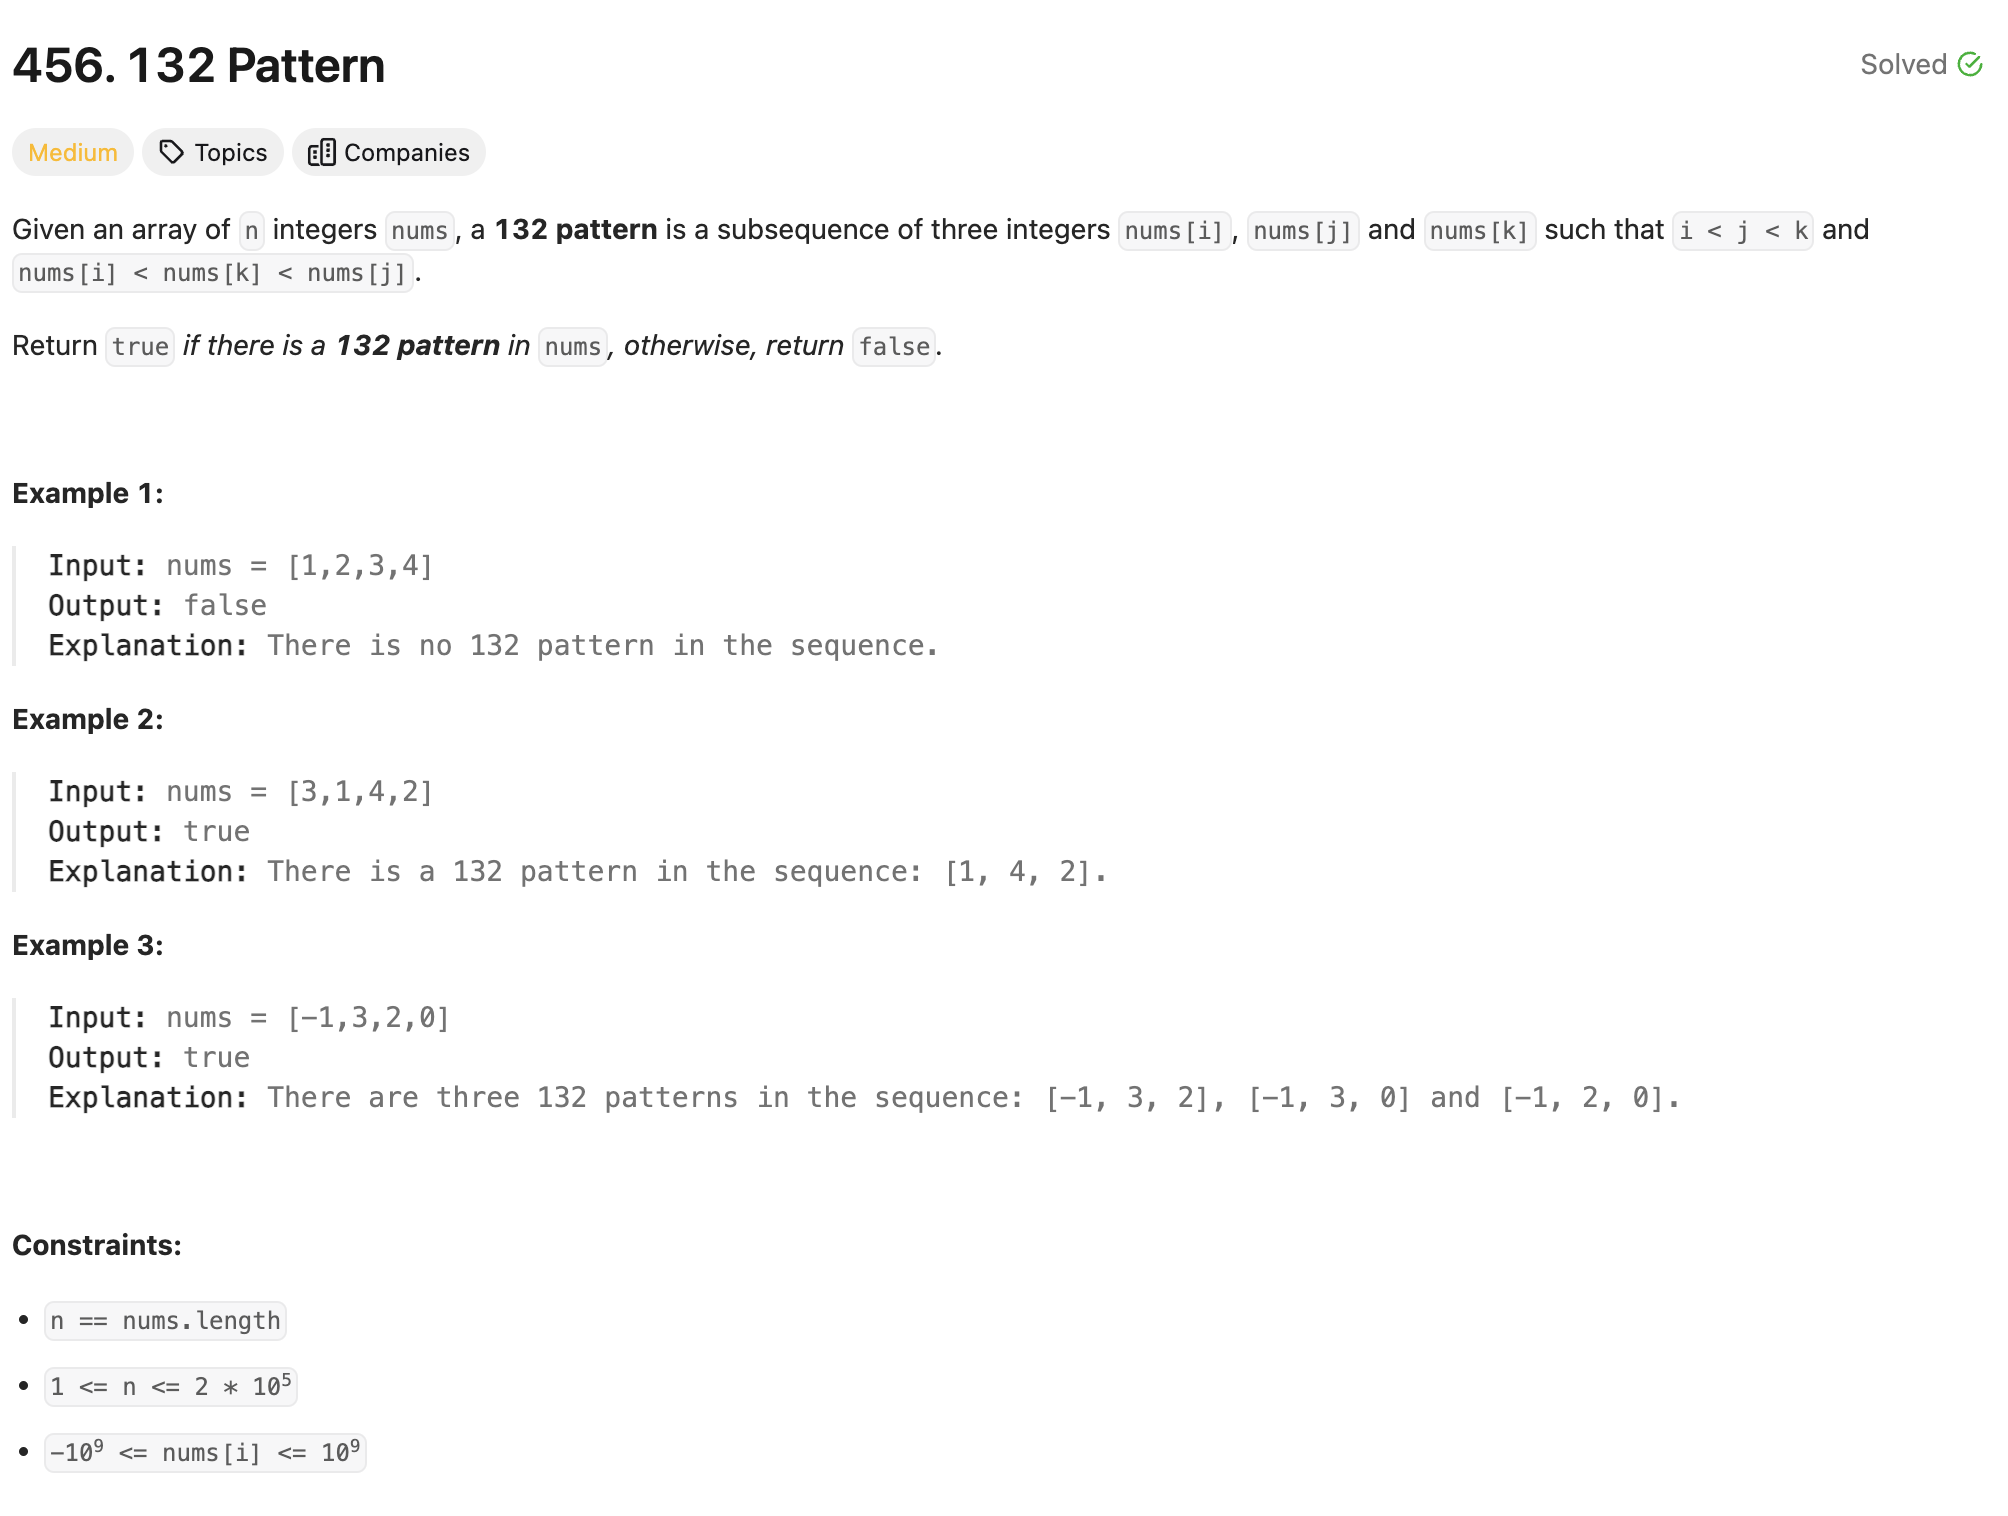 456. 132 Pattern
Solved
Medium
Topics
Companies
Given an array of n integers nums, a 132 pattern is a subsequence of three integers nums[i], nums[j] and nums[k] such that i < j < k and
nums[i] < nums[k] < nums[j].
Return true if there is a 132 pattern in nums, otherwise, return false.
Example 1:
Input: nums = [1,2,3,4]
Output: false
Explanation: There is no 132 pattern in the sequence.
Example 2:
Input: nums = [3,1,4,2]
Output: true
Explanation: There is a 132 pattern in the sequence: [1, 4, 2].
Example 3:
Input: nums = [-1,3,2,0]
Output: true
Explanation: There are three 132 patterns in the sequence: [-1, 3, 2], [-1, 3, 0] and [-1, 2, 0].
Constraints:
• n == nums.length
• 1 <= n <= 2 * 10⁵
• -10⁹ <= nums[i] <= 10⁹